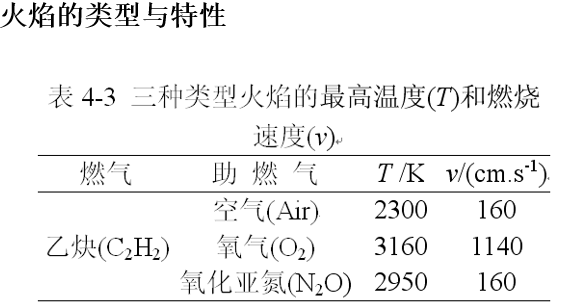 火焰的类型与特性
表 4-3 三种类型火焰的最高温度(T)和燃烧
速度(v)
燃气 助 燃 气 T /K v/(cm.s⁻¹)
空气(Air) 2300 160
乙炔(C₂H₂) 氧气(O₂) 3160 1140
氧化亚氮(N₂O) 2950 160